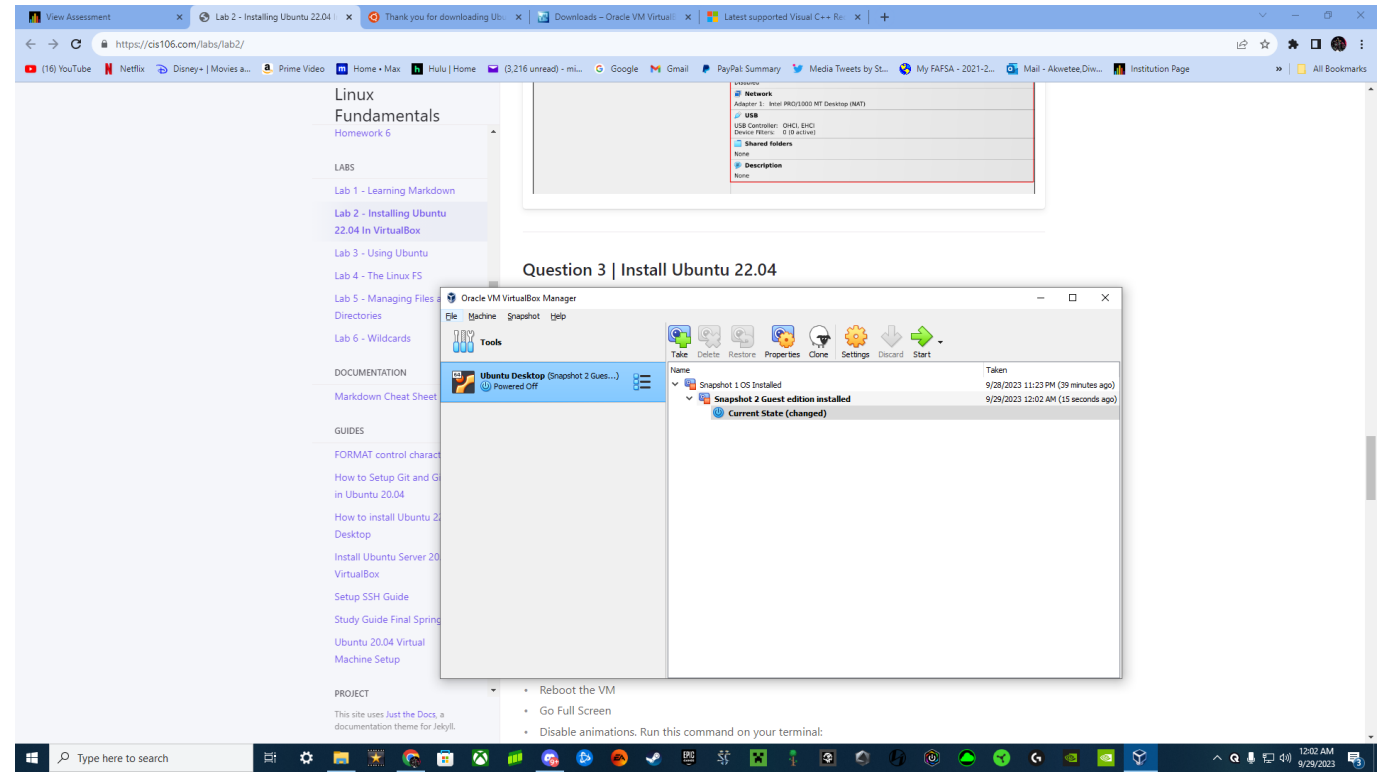 View Assessment
Lab 2 - Installing Ubuntu 22.04 I
Thank you for downloading Ubu
Downloads – Oracle VM VirtualB
Latest supported Visual C++ Re
https://cis106.com/labs/lab2/
(16) YouTube
Netflix
Disney+ | Movies a...
Prime Video
Home • Max
Hulu | Home
(3,216 unread) - mi...
Google
Gmail
PayPal: Summary
Media Tweets by St...
My FAFSA - 2021-2...
Mail - Akwetee,Diw...
Institution Page
»
All Bookmarks
Linux
Fundamentals
Homework 6
LABS
Lab 1 - Learning Markdown
Lab 2 - Installing Ubuntu
22.04 In VirtualBox
Lab 3 - Using Ubuntu
Lab 4 - The Linux FS
Lab 5 - Managing Files a
Directories
Lab 6 - Wildcards
DOCUMENTATION
Markdown Cheat Sheet
GUIDES
FORMAT control charact
How to Setup Git and Gi
in Ubuntu 20.04
How to install Ubuntu 22
Desktop
Install Ubuntu Server 20
VirtualBox
Setup SSH Guide
Study Guide Final Spring
Ubuntu 20.04 Virtual
Machine Setup
PROJECT
This site uses Just the Docs, a
documentation theme for Jekyll.
Disabled
Network
Adapter 1: Intel PRO/1000 MT Desktop (NAT)
USB
USB Controller: OHCI, EHCI
Device Filters: 0 (0 active)
Shared folders
None
Description
None
Question 3 | Install Ubuntu 22.04
Oracle VM VirtualBox Manager
File Machine Snapshot Help
Tools
Take Delete Restore Properties Clone Settings Discard Start
64
Ubuntu Desktop (Snapshot 2 Gues...)
Powered Off
Name Taken
Snapshot 1 OS Installed 9/28/2023 11:23 PM (39 minutes ago)
Snapshot 2 Guest edition installed 9/29/2023 12:02 AM (15 seconds ago)
Current State (changed)
• Reboot the VM
• Go Full Screen
• Disable animations. Run this command on your terminal:
Type here to search
EPIC
GAMES
12:02 AM
9/29/2023